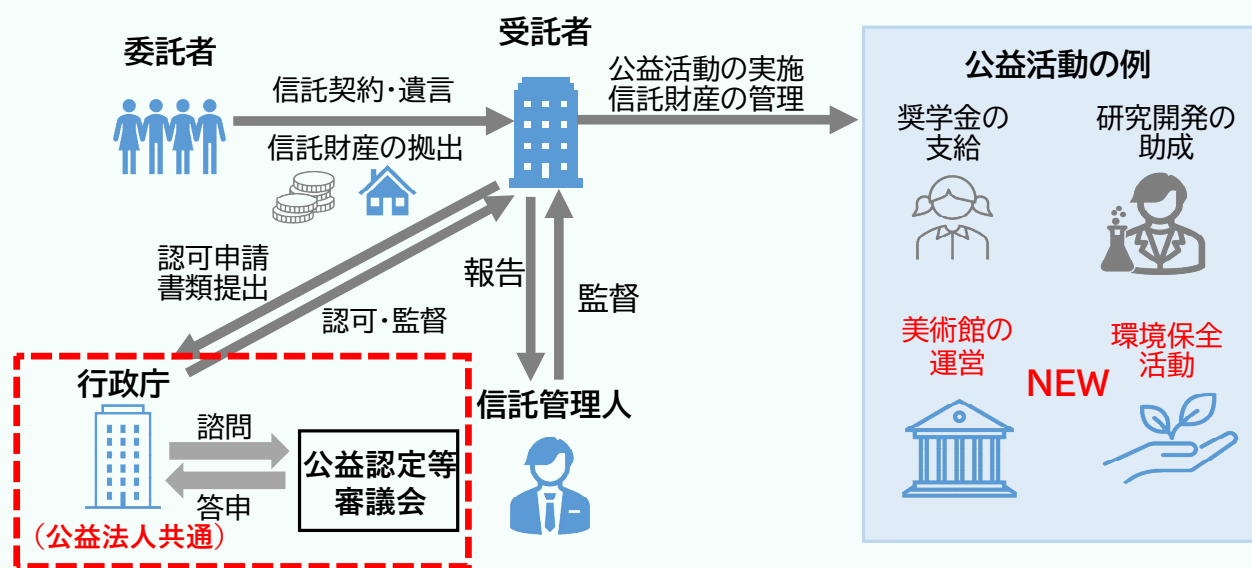 委託者
信託契約・遺言
信託財産の拠出
受託者
公益活動の実施
信託財産の管理
認可申請
書類提出
認可・監督
報告
監督
行政庁
諮問
答申
公益認定等
審議会
(公益法人共通)
信託管理人
公益活動の例
奨学金の
支給
研究開発の
助成
美術館の
運営
NEW
環境保全
活動